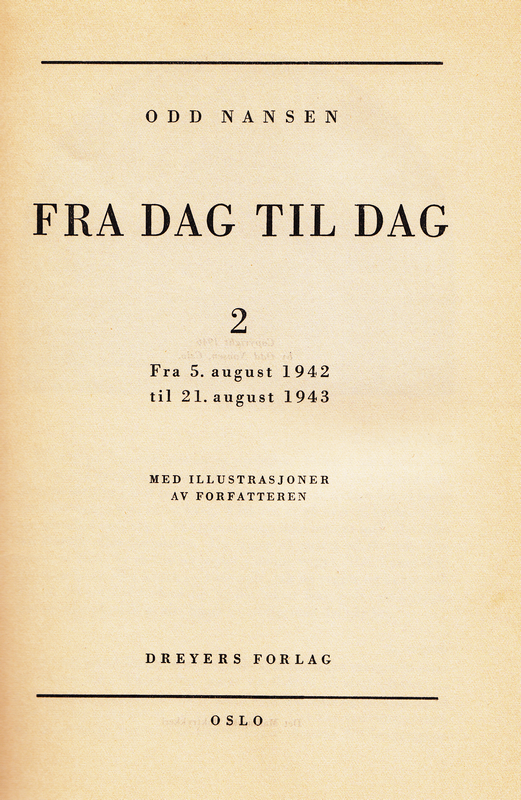 ODD NANSEN
FRA DAG TIL DAG
2
Fra 5. august 1942
til 21. august 1943
MED ILLUSTRASJONER
AV FORFATTEREN
DREYERS FORLAG
OSLO